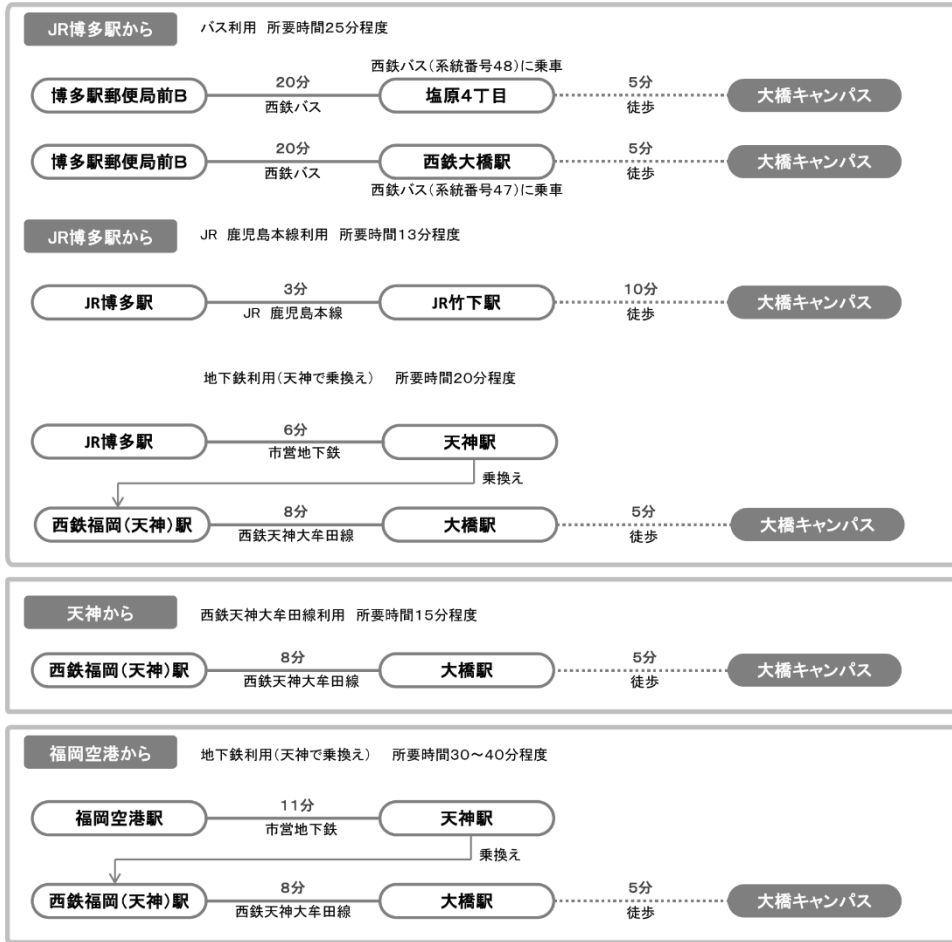 JR博多駅から
バス利用 所要時間25分程度
西鉄バス(系統番号48)に乗車
博多駅郵便局前B 20分 塩原4丁目 5分 大橋キャンパス
西鉄バス 徒歩
博多駅郵便局前B 20分 西鉄大橋駅 5分 大橋キャンパス
西鉄バス 徒歩
西鉄バス(系統番号47)に乗車
JR博多駅から
JR 鹿児島本線利用 所要時間13分程度
JR博多駅 3分 JR竹下駅 10分 大橋キャンパス
JR 鹿児島本線 徒歩
地下鉄利用(天神で乗換え) 所要時間20分程度
JR博多駅 6分 天神駅
市営地下鉄
乗換え
西鉄福岡(天神)駅 8分 大橋駅 5分 大橋キャンパス
西鉄天神大牟田線 徒歩
天神から
西鉄天神大牟田線利用 所要時間15分程度
西鉄福岡(天神)駅 8分 大橋駅 5分 大橋キャンパス
西鉄天神大牟田線 徒歩
福岡空港から
地下鉄利用(天神で乗換え) 所要時間30~40分程度
福岡空港駅 11分 天神駅
市営地下鉄
乗換え
西鉄福岡(天神)駅 8分 大橋駅 5分 大橋キャンパス
西鉄天神大牟田線 徒歩